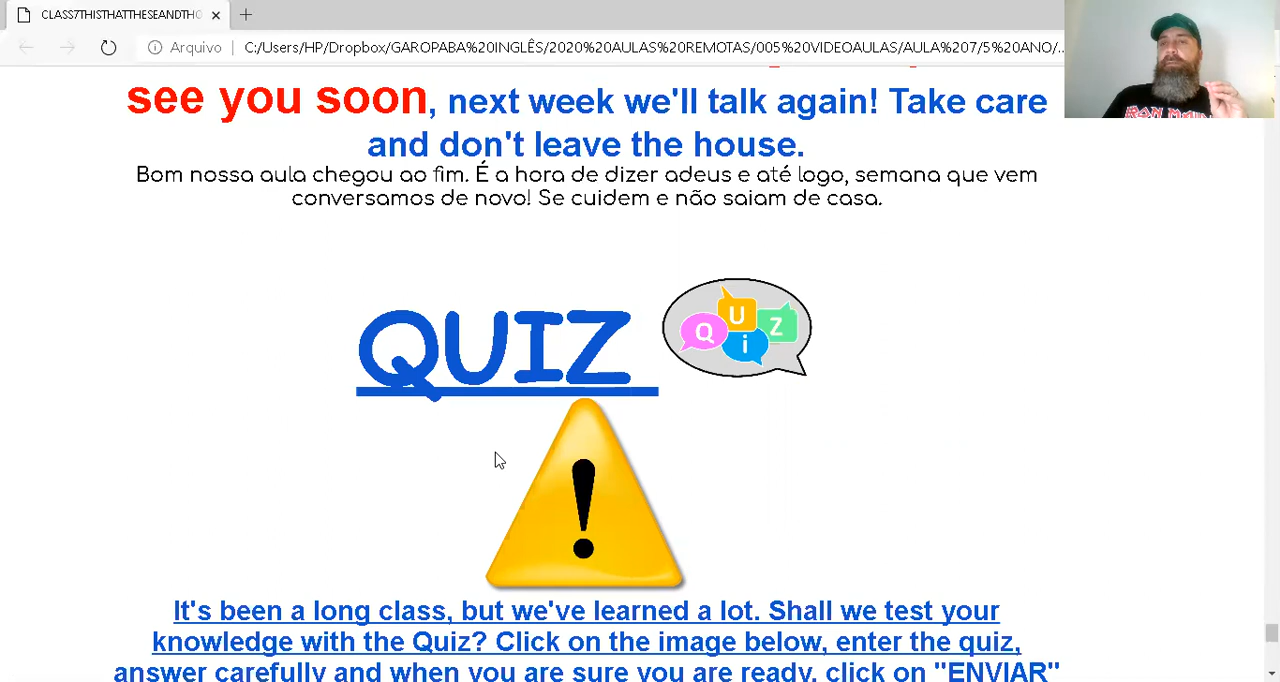 CLASS7THISTHATTHESEANDTHO
Arquivo C:/Users/HP/Dropbox/GAROPABA%20INGLÊS/2020%20AULAS%20REMOTAS/005%20VIDEOAULAS/AULA%207/5%20ANO/...
see you soon, next week we'll talk again! Take care
and don't leave the house.
Bom nossa aula chegou ao fim. É a hora de dizer adeus e até logo, semana que vem
conversamos de novo! Se cuidem e não saiam de casa.
QUIZ
Q U i Z
!
It's been a long class, but we've learned a lot. Shall we test your
knowledge with the Quiz? Click on the image below, enter the quiz,
answer carefully and when you are sure you are ready, click on "ENVIAR"
IRON MAIDEN